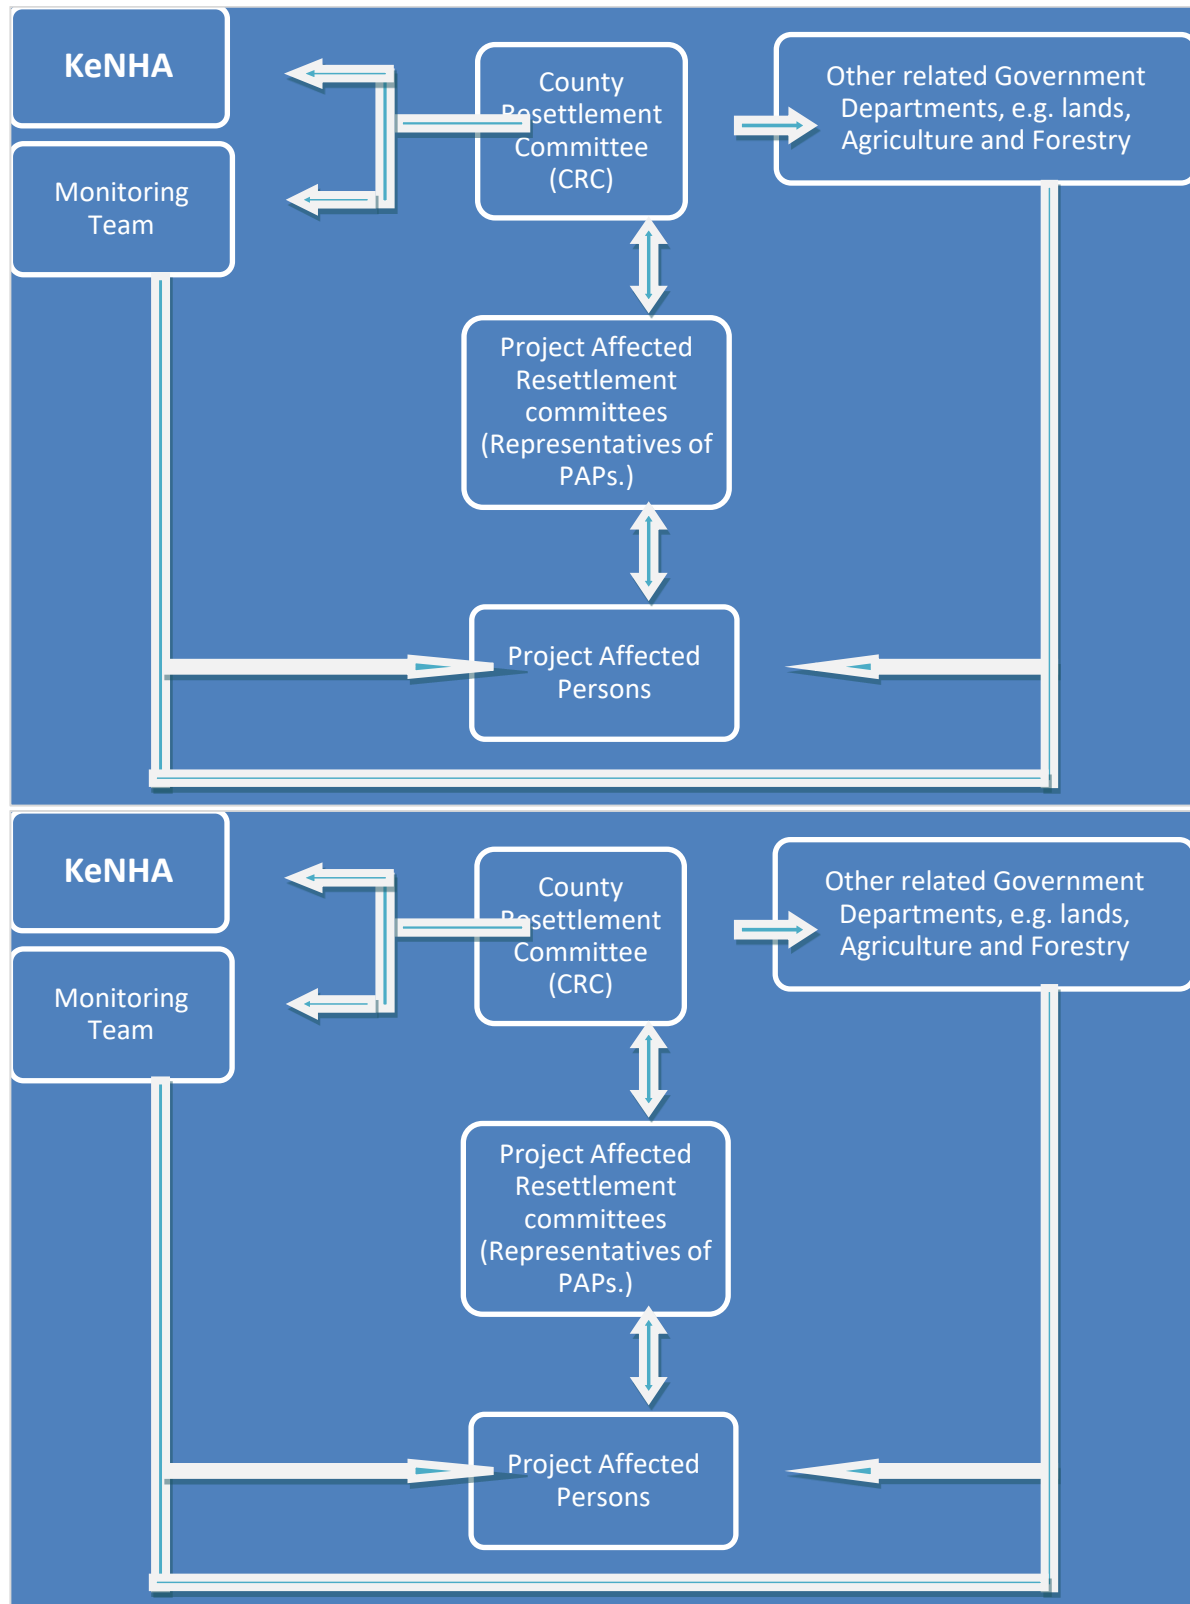 KeNHA
Monitoring
Team
County
Resettlement
Committee
(CRC)
Other related Government
Departments, e.g. lands,
Agriculture and Forestry
Project Affected
Resettlement
committees
(Representatives of
PAPs.)
Project Affected
Persons
KeNHA
Monitoring
Team
County
Resettlement
Committee
(CRC)
Other related Government
Departments, e.g. lands,
Agriculture and Forestry
Project Affected
Resettlement
committees
(Representatives of
PAPs.)
Project Affected
Persons